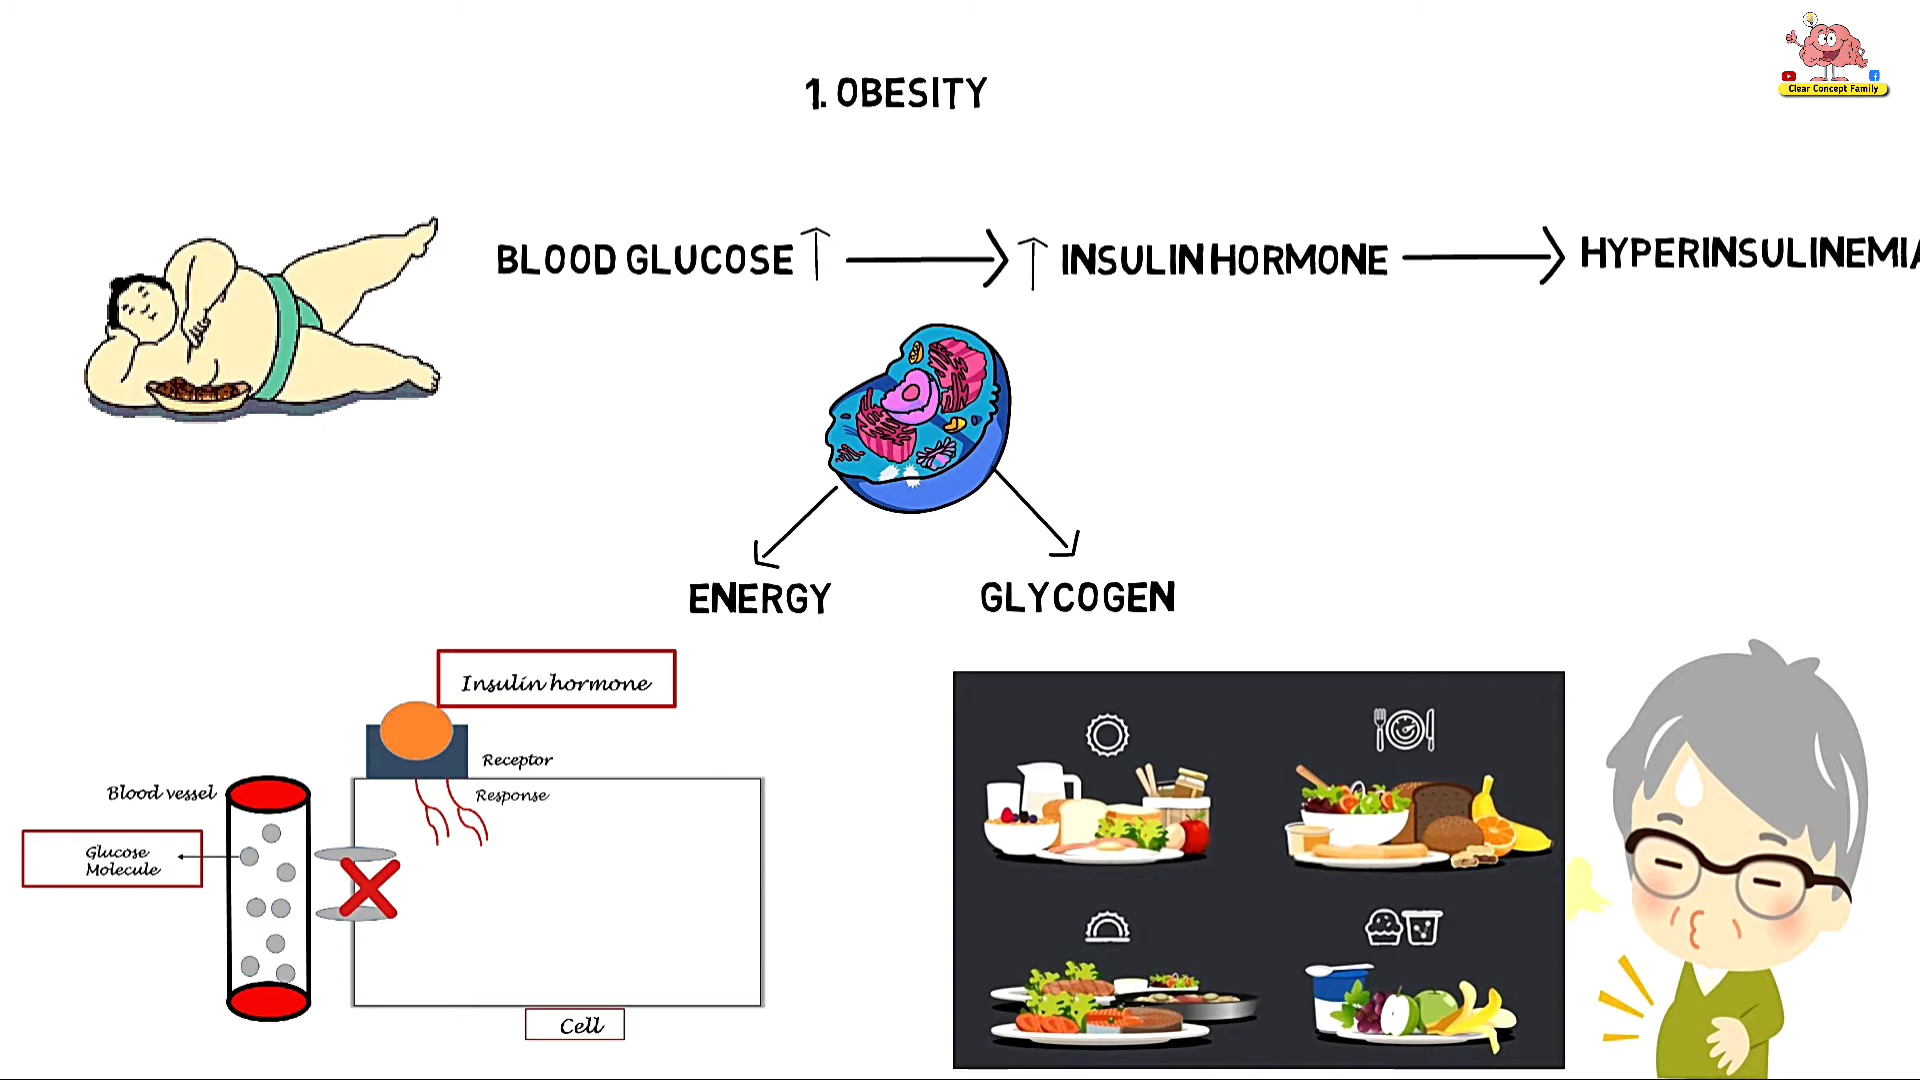 Clear Concept Family
1. OBESITY
BLOOD GLUCOSE ↑ → ↑ INSULIN HORMONE → HYPERINSULINEMIA
ENERGY
GLYCOGEN
Insulin hormone
Receptor
Response
Blood vessel
Glucose
Molecule
Cell